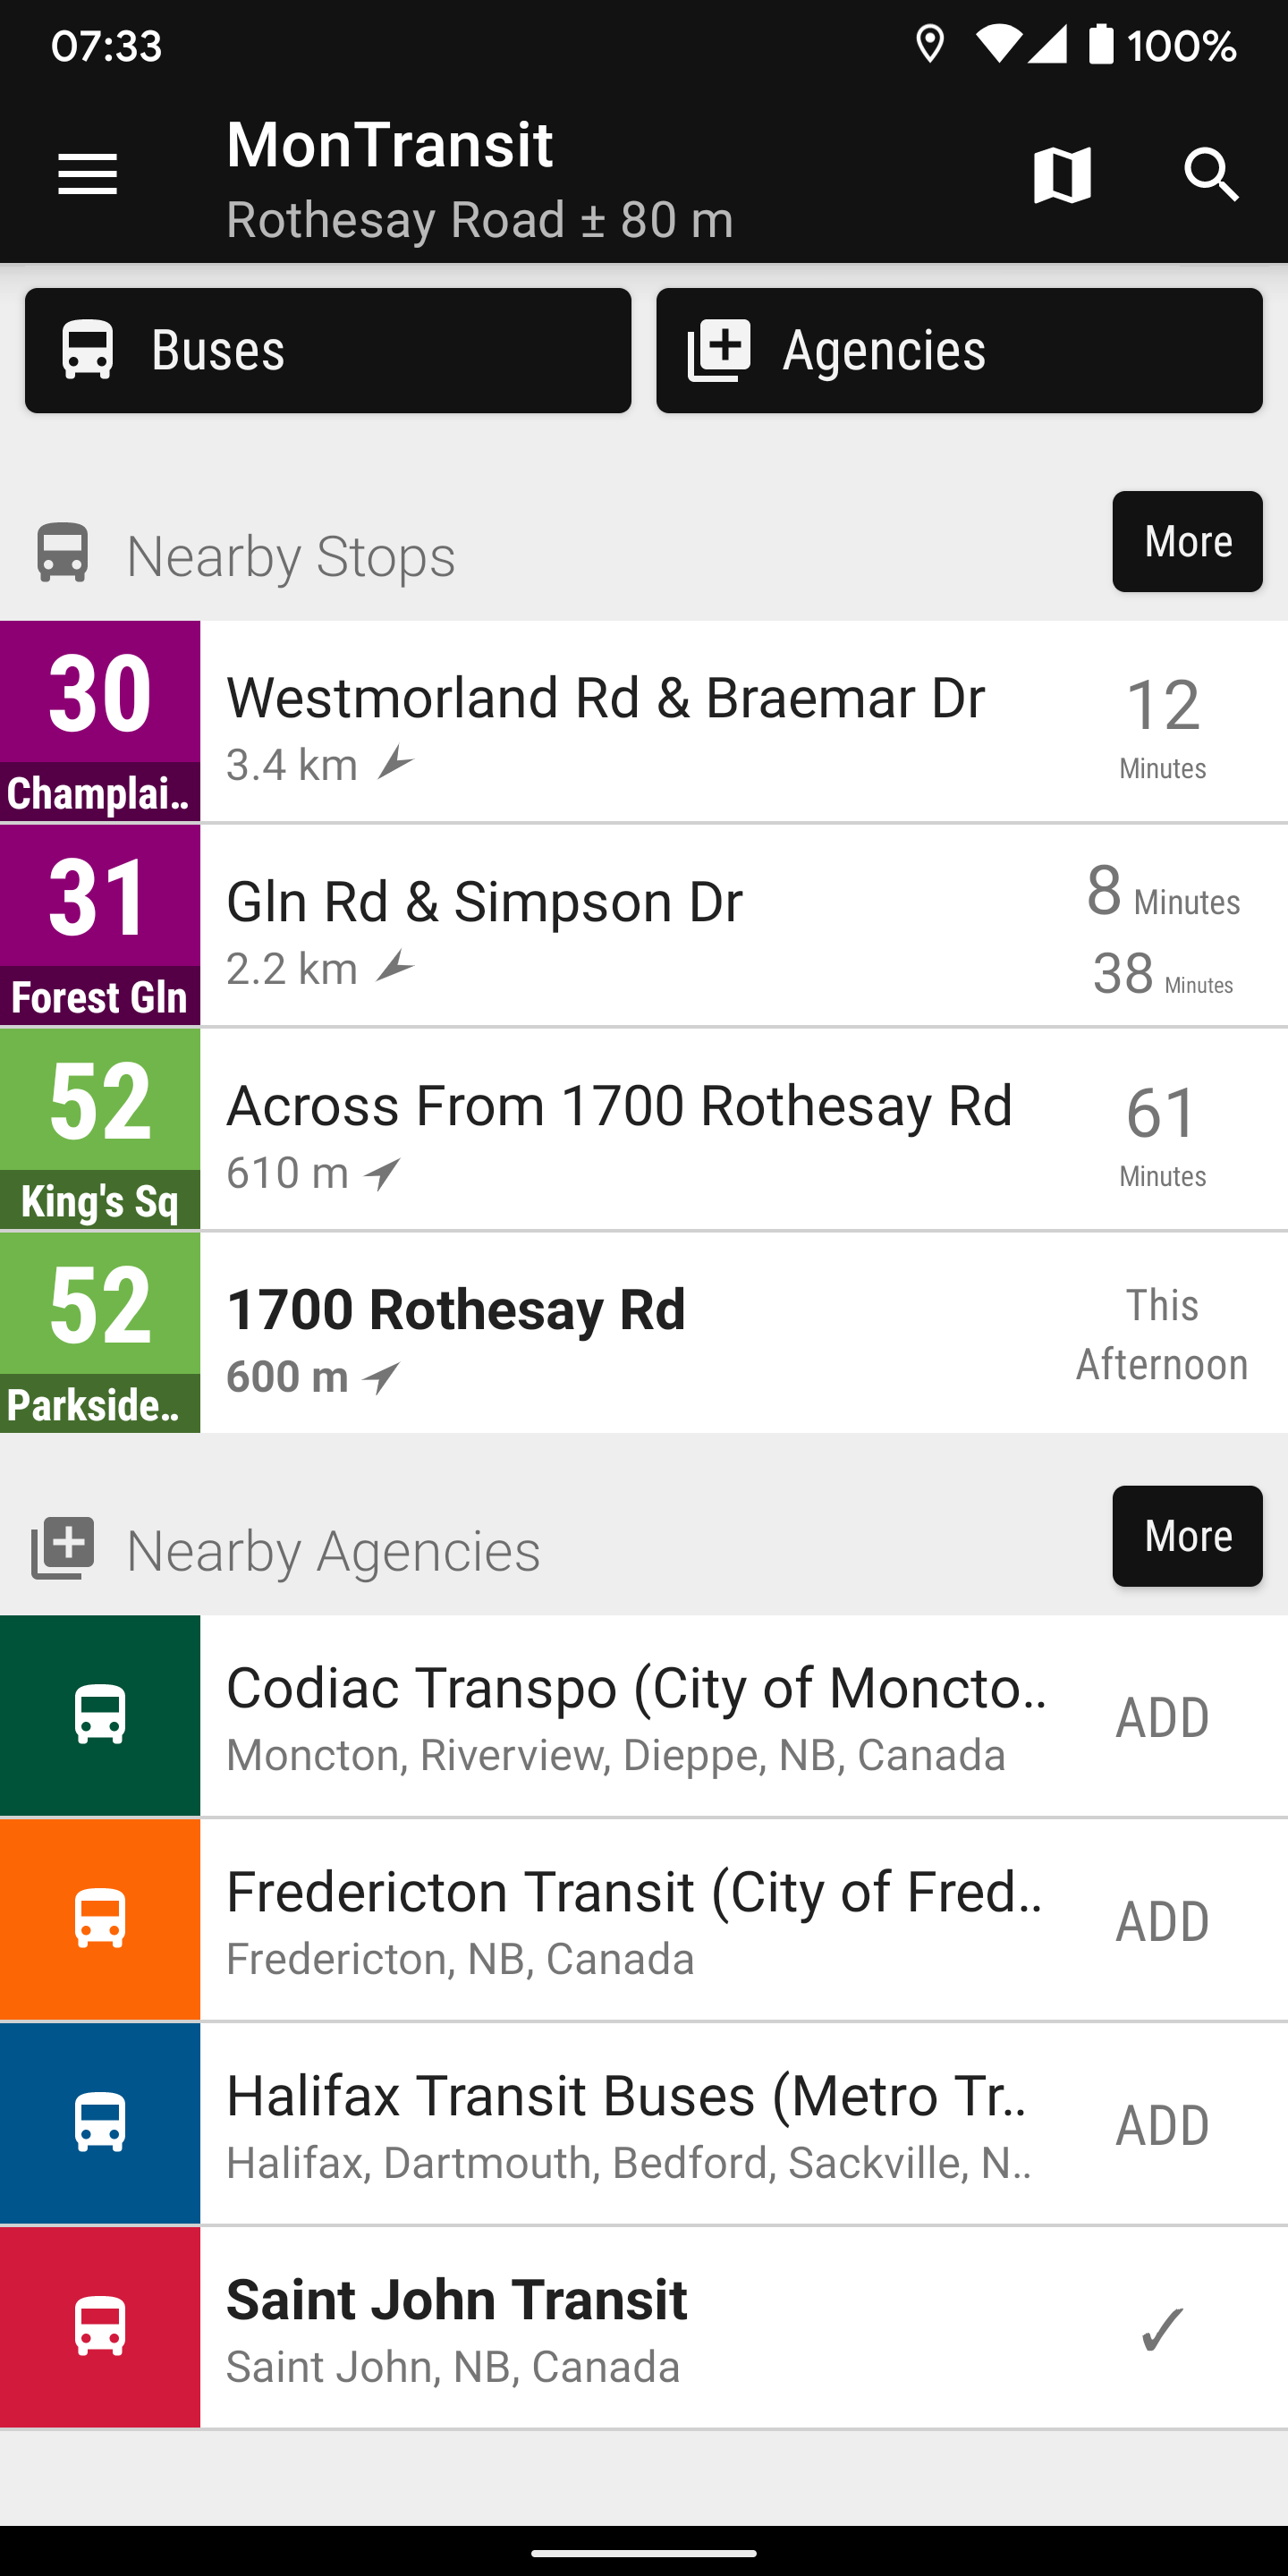 07:33
100%
MonTransit
Rothesay Road ± 80 m
Buses
Agencies
Nearby Stops
More
30
Champlai..
Westmorland Rd & Braemar Dr
3.4 km
12
Minutes
31
Forest Gln
Gln Rd & Simpson Dr
2.2 km
8 Minutes
38 Minutes
52
King's Sq
Across From 1700 Rothesay Rd
610 m
61
Minutes
52
Parkside..
1700 Rothesay Rd
600 m
This
Afternoon
Nearby Agencies
More
Codiac Transpo (City of Moncto..
Moncton, Riverview, Dieppe, NB, Canada
ADD
Fredericton Transit (City of Fred..
Fredericton, NB, Canada
ADD
Halifax Transit Buses (Metro Tr..
Halifax, Dartmouth, Bedford, Sackville, N..
ADD
Saint John Transit
Saint John, NB, Canada
✓